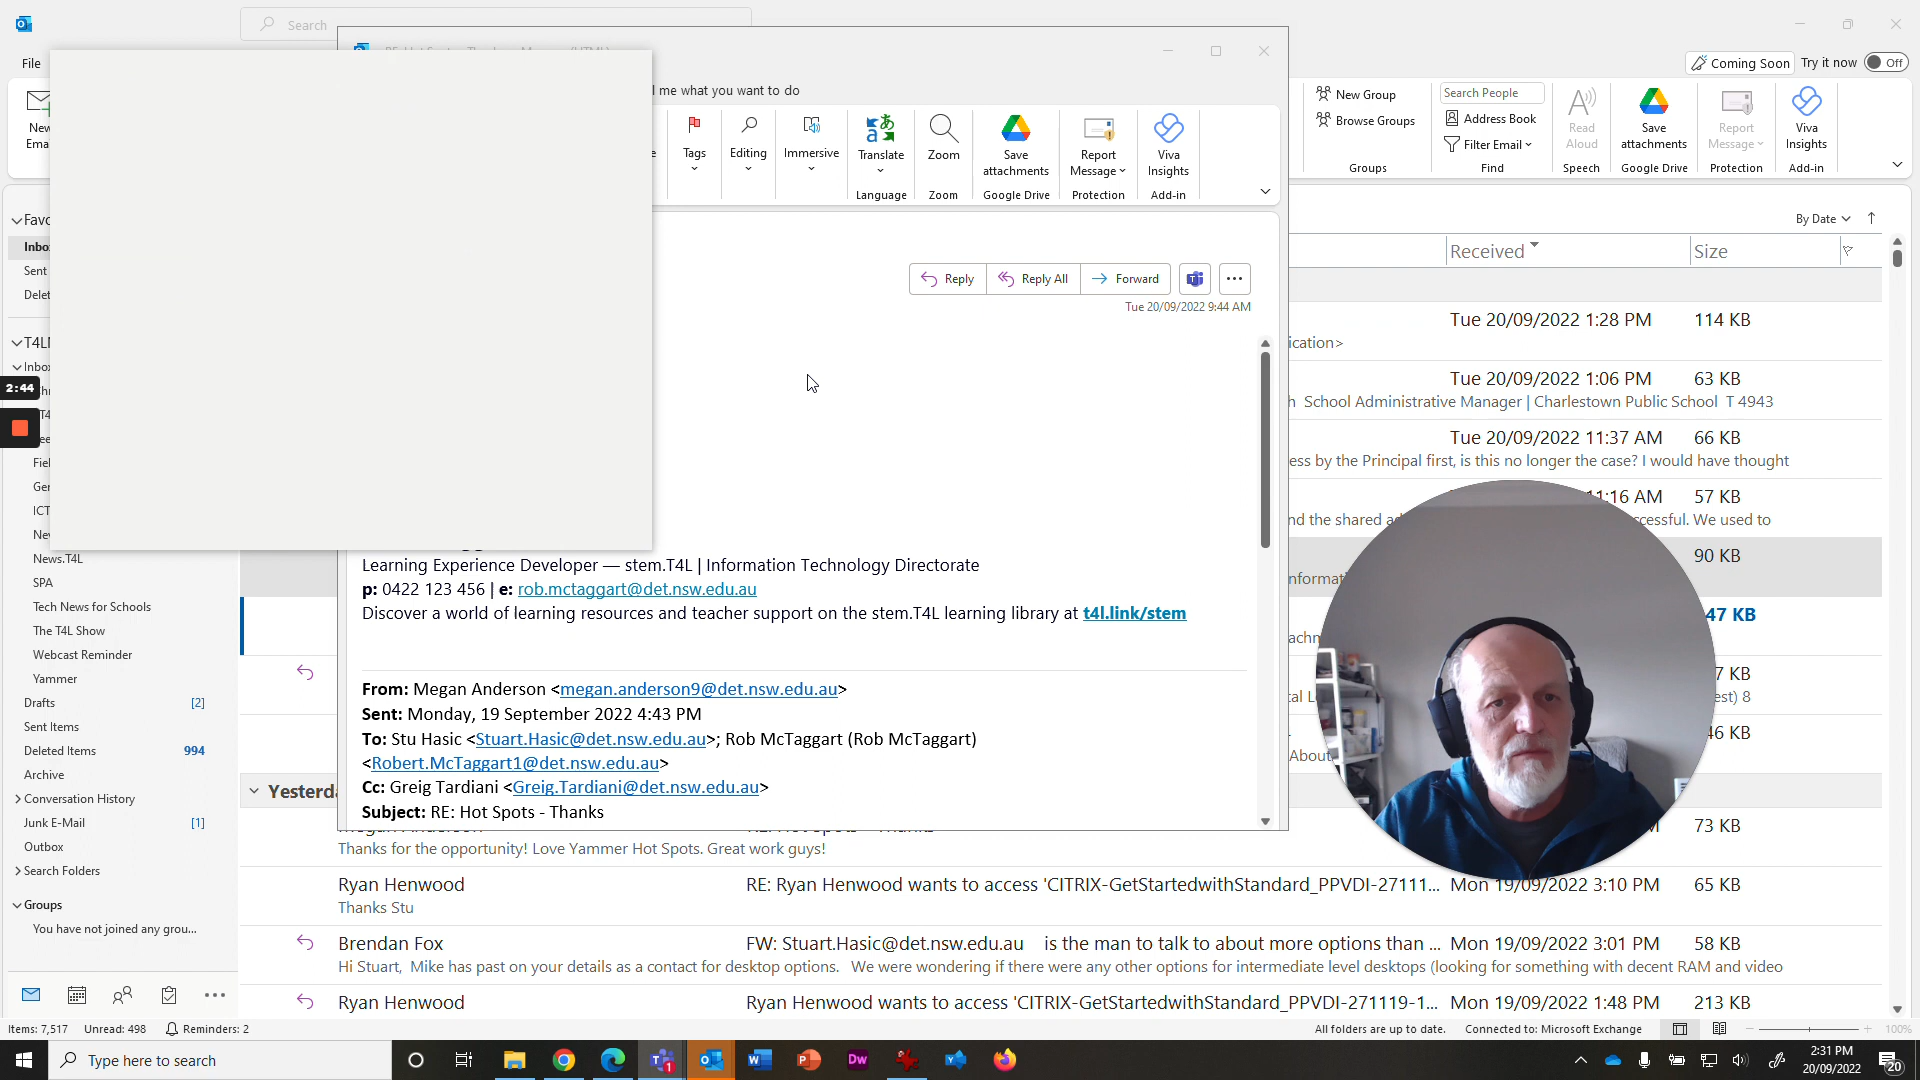 Search
File
l me what you want to do
Coming Soon
Try it now
Off
New
Tags
Editing
Immersive
Translate
Language
Zoom
Zoom
Save
attachments
Google Drive
Report
Message
Protection
Viva
Insights
Add-in
New Group
Browse Groups
Groups
Search People
Address Book
Filter Email
Find
Read
Aloud
Speech
Save
attachments
Google Drive
Report
Message
Protection
Viva
Insights
Add-in
By Date
Received
Size
Sent
Reply
Reply All
Forward
Tue 20/09/2022 9:44 AM
2:44
News.T4L
SPA
Tech News for Schools
The T4L Show
Webcast Reminder
Yammer
Drafts [2]
Sent Items
Deleted Items 994
Archive
Conversation History
Junk E-Mail [1]
Outbox
Search Folders
Groups
You have not joined any grou...
Learning Experience Developer — stem.T4L | Information Technology Directorate
p: 0422 123 456 | e: rob.mctaggart@det.nsw.edu.au
Discover a world of learning resources and teacher support on the stem.T4L learning library at t4l.link/stem
From: Megan Anderson <megan.anderson9@det.nsw.edu.au>
Sent: Monday, 19 September 2022 4:43 PM
To: Stu Hasic <Stuart.Hasic@det.nsw.edu.au>; Rob McTaggart (Rob McTaggart)
<Robert.McTaggart1@det.nsw.edu.au>
Cc: Greig Tardiani <Greig.Tardiani@det.nsw.edu.au>
Subject: RE: Hot Spots - Thanks
Tue 20/09/2022 1:28 PM 114 KB
ication>
Tue 20/09/2022 1:06 PM 63 KB
h School Administrative Manager | Charlestown Public School T 4943
Tue 20/09/2022 11:37 AM 66 KB
ess by the Principal first, is this no longer the case? I would have thought
11:16 AM 57 KB
nd the shared ad cessful. We used to
90 KB
47 KB
7 KB
est) 8
46 KB
About
Megan Anderson RE: Hot Spots - Thanks 73 KB
Thanks for the opportunity! Love Yammer Hot Spots. Great work guys!
Ryan Henwood RE: Ryan Henwood wants to access 'CITRIX-GetStartedwithStandard_PPVDI-27111... Mon 19/09/2022 3:10 PM 65 KB
Thanks Stu
Brendan Fox FW: Stuart.Hasic@det.nsw.edu.au is the man to talk to about more options than ... Mon 19/09/2022 3:01 PM 58 KB
Hi Stuart, Mike has past on your details as a contact for desktop options. We were wondering if there were any other options for intermediate level desktops (looking for something with decent RAM and video
Ryan Henwood Ryan Henwood wants to access 'CITRIX-GetStartedwithStandard_PPVDI-271119-1... Mon 19/09/2022 1:48 PM 213 KB
Items: 7,517 Unread: 498 Reminders: 2
All folders are up to date. Connected to: Microsoft Exchange 100%
Type here to search
2:31 PM
20/09/2022
20